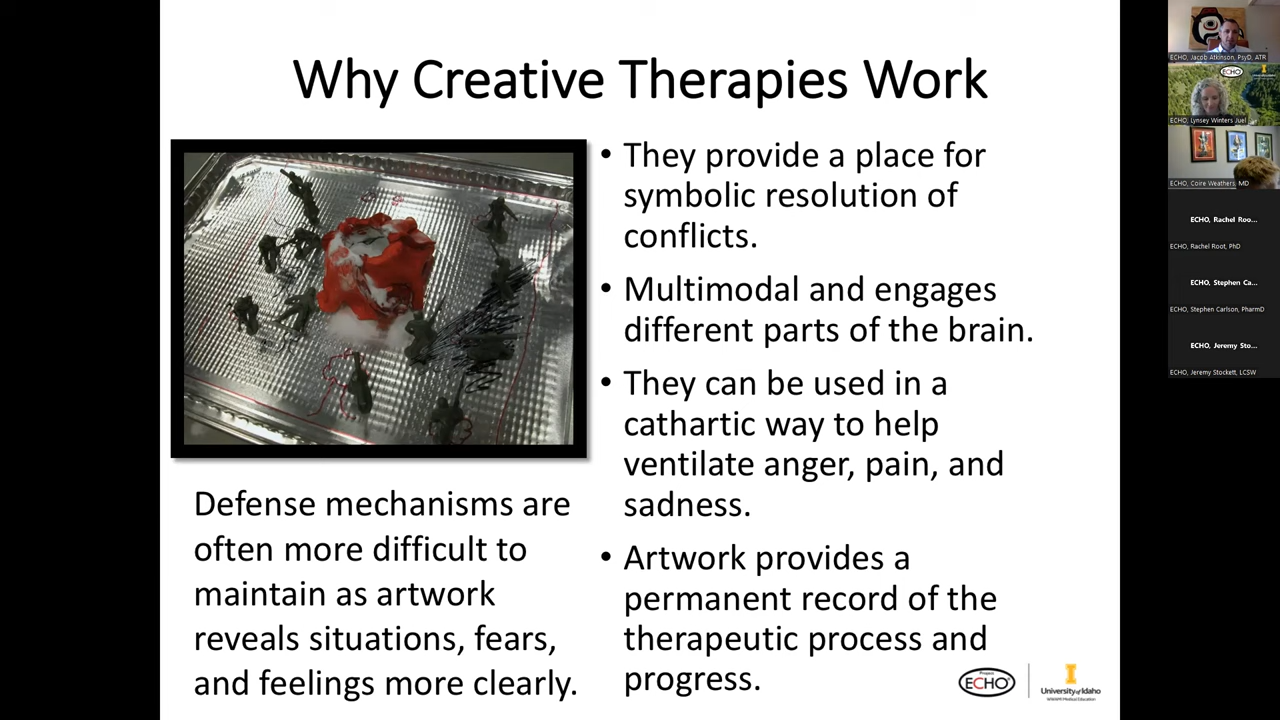 Why Creative Therapies Work
• They provide a place for
symbolic resolution of
conflicts.
• Multimodal and engages
different parts of the brain.
• They can be used in a
cathartic way to help
ventilate anger, pain, and
sadness.
• Artwork provides a
permanent record of the
therapeutic process and
progress.
Defense mechanisms are
often more difficult to
maintain as artwork
reveals situations, fears,
and feelings more clearly.
Project
ECHO
I
University of Idaho
WWAMI Medical Education
ECHO, Jacob Atkinson, PsyD, ATR
ECHO
I
ECHO, Lynsey Winters Juel
ECHO, Coire Weathers, MD
ECHO, Rachel Roo...
ECHO, Rachel Root, PhD
ECHO, Stephen Ca...
ECHO, Stephen Carlson, PharmD
ECHO, Jeremy Sto...
ECHO, Jeremy Stockett, LCSW